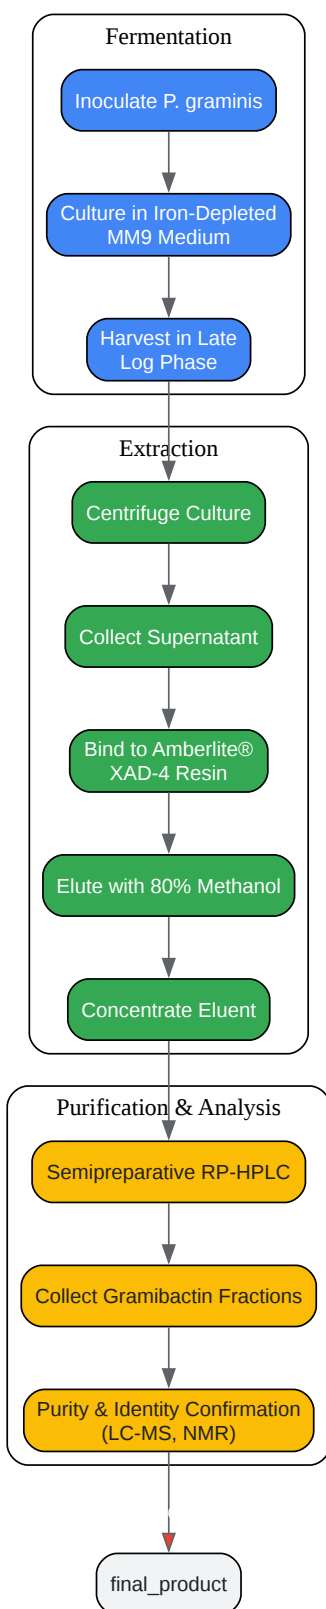 Fermentation
Inoculate P. graminis
Culture in Iron-Depleted
MM9 Medium
Harvest in Late
Log Phase
Extraction
Centrifuge Culture
Collect Supernatant
Bind to Amberlite®
XAD-4 Resin
Elute with 80% Methanol
Concentrate Eluent
Purification & Analysis
Semipreparative RP-HPLC
Collect Gramibactin Fractions
Purity & Identity Confirmation
(LC-MS, NMR)
final_product